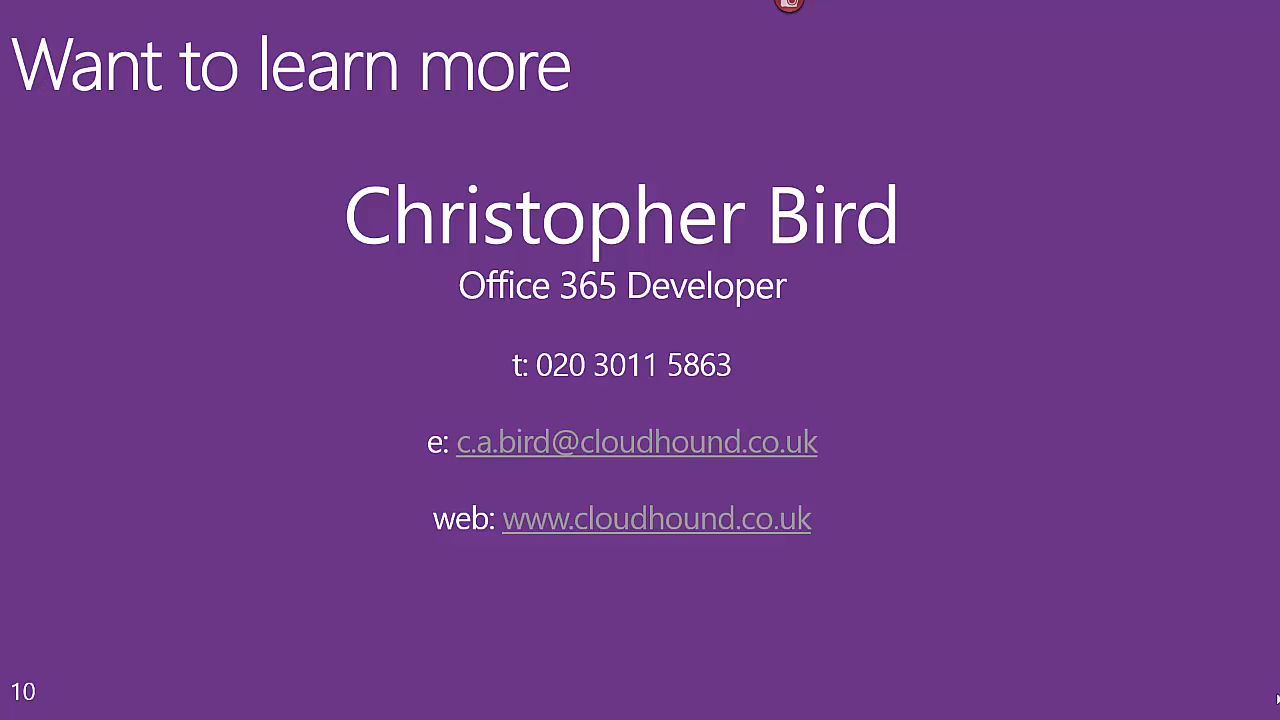 Want to learn more
Christopher Bird
Office 365 Developer
t: 020 3011 5863
e: c.a.bird@cloudhound.co.uk
web: www.cloudhound.co.uk
10